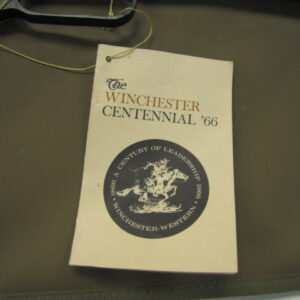 The
WINCHESTER
CENTENNIAL '66
1866 • A CENTURY OF LEADERSHIP • 1966
• WINCHESTER-WESTERN •